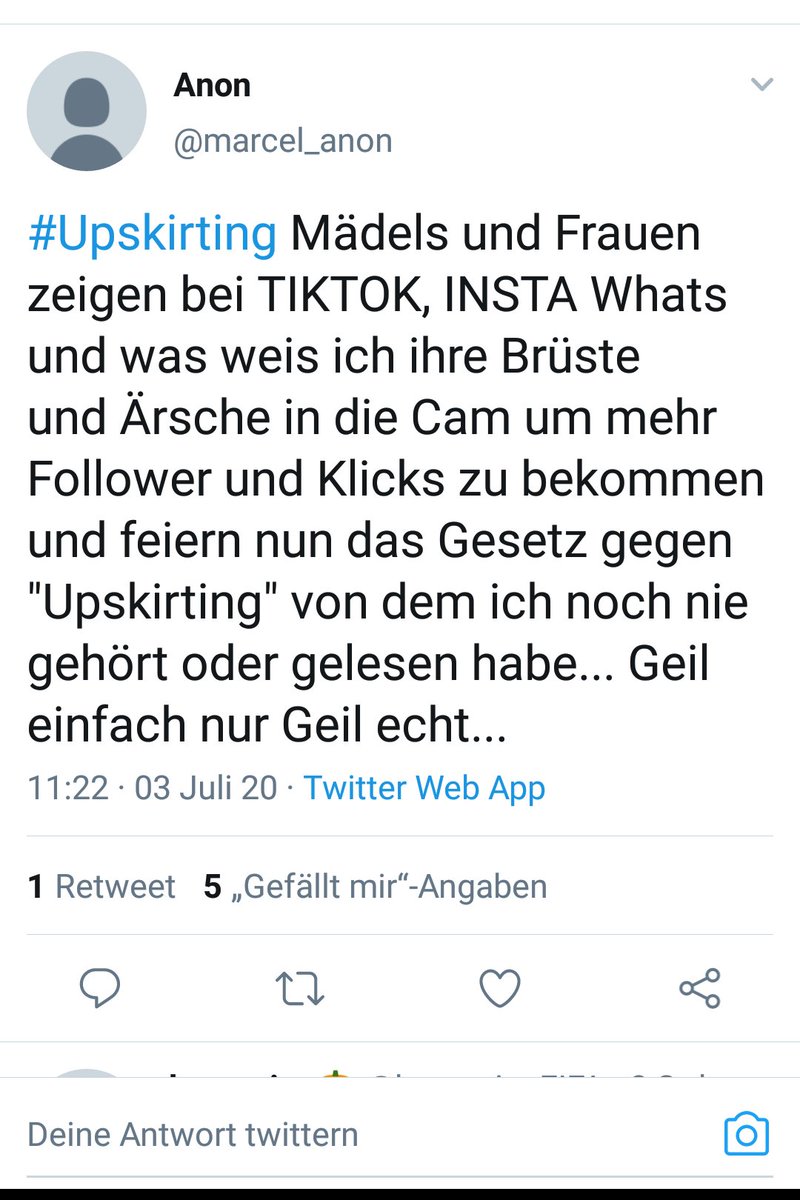 Anon
@marcel_anon
#Upskirting Mädels und Frauen
zeigen bei TIKTOK, INSTA Whats
und was weis ich ihre Brüste
und Ärsche in die Cam um mehr
Follower und Klicks zu bekommen
und feiern nun das Gesetz gegen
"Upskirting" von dem ich noch nie
gehört oder gelesen habe... Geil
einfach nur Geil echt...
11:22 · 03 Juli 20 · Twitter Web App
1 Retweet 5 „Gefällt mir“-Angaben
Deine Antwort twittern